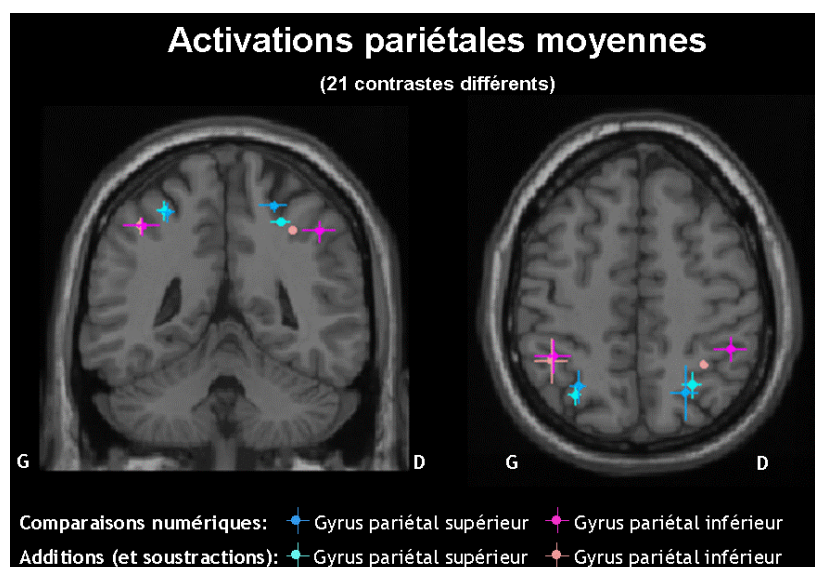 Activations pariétales moyennes
(21 contrastes différents)
G D G D
Comparaisons numériques: Gyrus pariétal supérieur Gyrus pariétal inférieur
Additions (et soustractions): Gyrus pariétal supérieur Gyrus pariétal inférieur